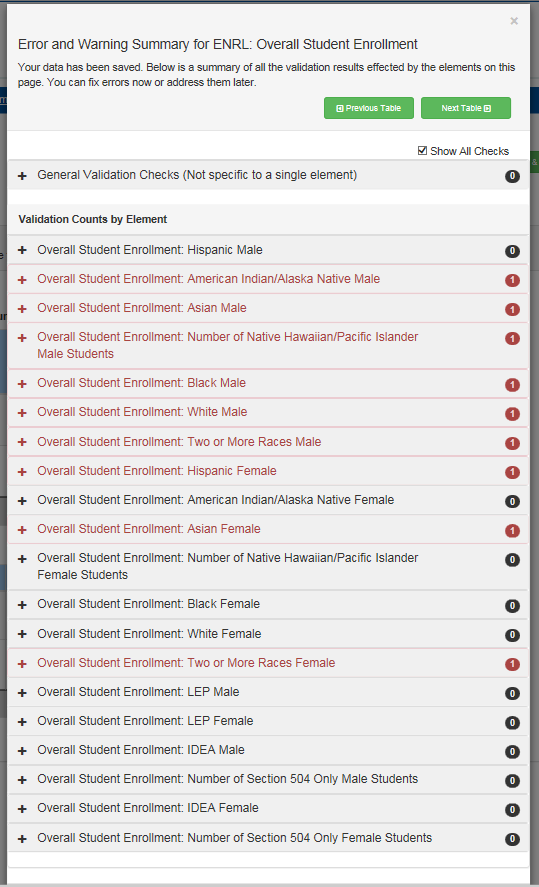 ×
Error and Warning Summary for ENRL: Overall Student Enrollment
Your data has been saved. Below is a summary of all the validation results effected by the elements on this
page. You can fix errors now or address them later.
Previous Table Next Table
Show All Checks
+ General Validation Checks (Not specific to a single element) 0
Validation Counts by Element
+ Overall Student Enrollment: Hispanic Male 0
+ Overall Student Enrollment: American Indian/Alaska Native Male 1
+ Overall Student Enrollment: Asian Male 1
+ Overall Student Enrollment: Number of Native Hawaiian/Pacific Islander 1
Male Students
+ Overall Student Enrollment: Black Male 1
+ Overall Student Enrollment: White Male 1
+ Overall Student Enrollment: Two or More Races Male 1
+ Overall Student Enrollment: Hispanic Female 1
+ Overall Student Enrollment: American Indian/Alaska Native Female 0
+ Overall Student Enrollment: Asian Female 1
+ Overall Student Enrollment: Number of Native Hawaiian/Pacific Islander 0
Female Students
+ Overall Student Enrollment: Black Female 0
+ Overall Student Enrollment: White Female 0
+ Overall Student Enrollment: Two or More Races Female 1
+ Overall Student Enrollment: LEP Male 0
+ Overall Student Enrollment: LEP Female 0
+ Overall Student Enrollment: IDEA Male 0
+ Overall Student Enrollment: Number of Section 504 Only Male Students 0
+ Overall Student Enrollment: IDEA Female 0
+ Overall Student Enrollment: Number of Section 504 Only Female Students 0